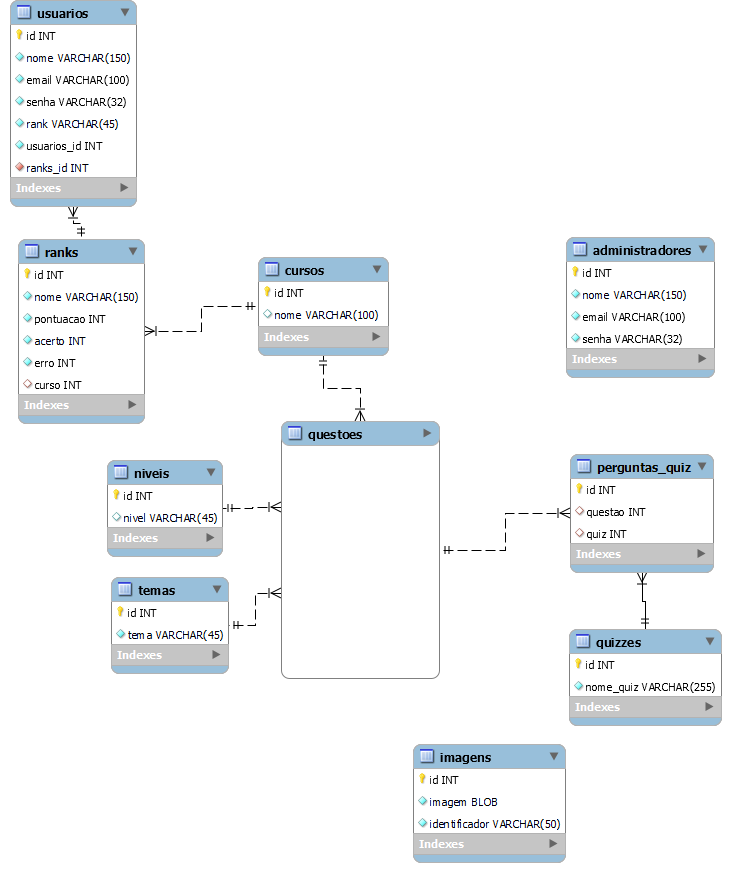 usuarios
id INT
nome VARCHAR(150)
email VARCHAR(100)
senha VARCHAR(32)
rank VARCHAR(45)
usuarios_id INT
ranks_id INT
Indexes
ranks
id INT
nome VARCHAR(150)
pontuacao INT
acerto INT
erro INT
curso INT
Indexes
cursos
id INT
nome VARCHAR(100)
Indexes
administradores
id INT
nome VARCHAR(150)
email VARCHAR(100)
senha VARCHAR(32)
Indexes
questoes
niveis
id INT
nivel VARCHAR(45)
Indexes
temas
id INT
tema VARCHAR(45)
Indexes
perguntas_quiz
id INT
questao INT
quiz INT
Indexes
quizzes
id INT
nome_quiz VARCHAR(255)
Indexes
imagens
id INT
imagem BLOB
identificador VARCHAR(50)
Indexes